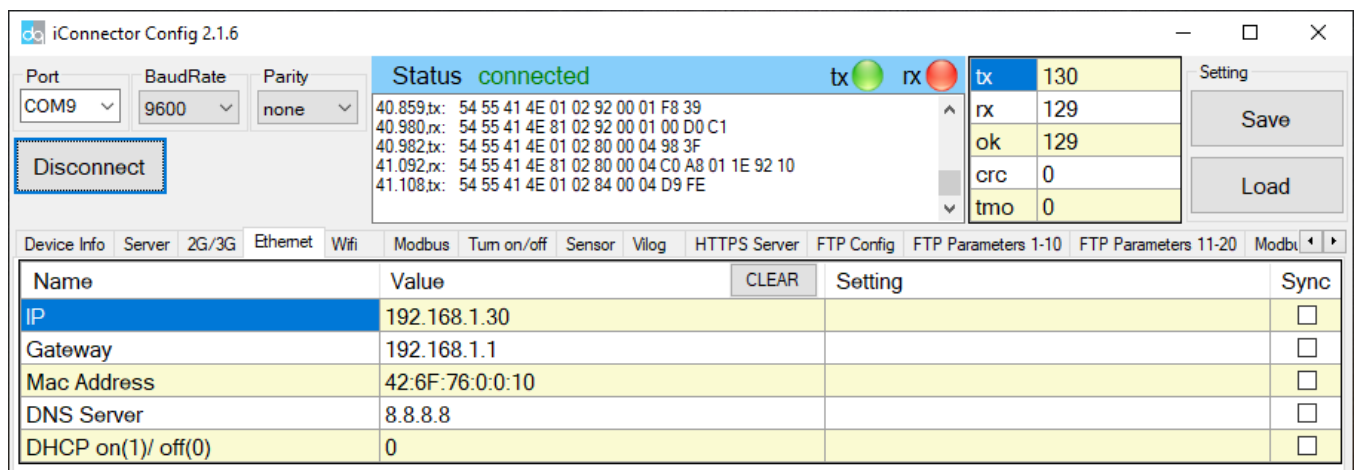 iConnector Config 2.1.6
Port BaudRate Parity
COM9 9600 none
Disconnect
Status connected tx rx
40.859,tx: 54 55 41 4E 01 02 92 00 01 F8 39
40.980,rx: 54 55 41 4E 81 02 92 00 01 00 D0 C1
40.982,tx: 54 55 41 4E 01 02 80 00 04 98 3F
41.092,rx: 54 55 41 4E 81 02 80 00 04 C0 A8 01 1E 92 10
41.108,tx: 54 55 41 4E 01 02 84 00 04 D9 FE
tx 130
rx 129
ok 129
crc 0
tmo 0
Setting
Save
Load
Device Info Server 2G/3G Ethernet Wifi Modbus Turn on/off Sensor Vilog HTTPS Server FTP Config FTP Parameters 1-10 FTP Parameters 11-20 Modbu
Name Value CLEAR Setting Sync
IP 192.168.1.30
Gateway 192.168.1.1
Mac Address 42:6F:76:0:0:10
DNS Server 8.8.8.8
DHCP on(1)/ off(0) 0